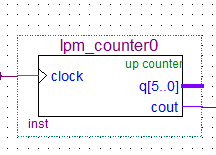 lpm_counter0
up counter
clock
q[5..0]
cout
inst